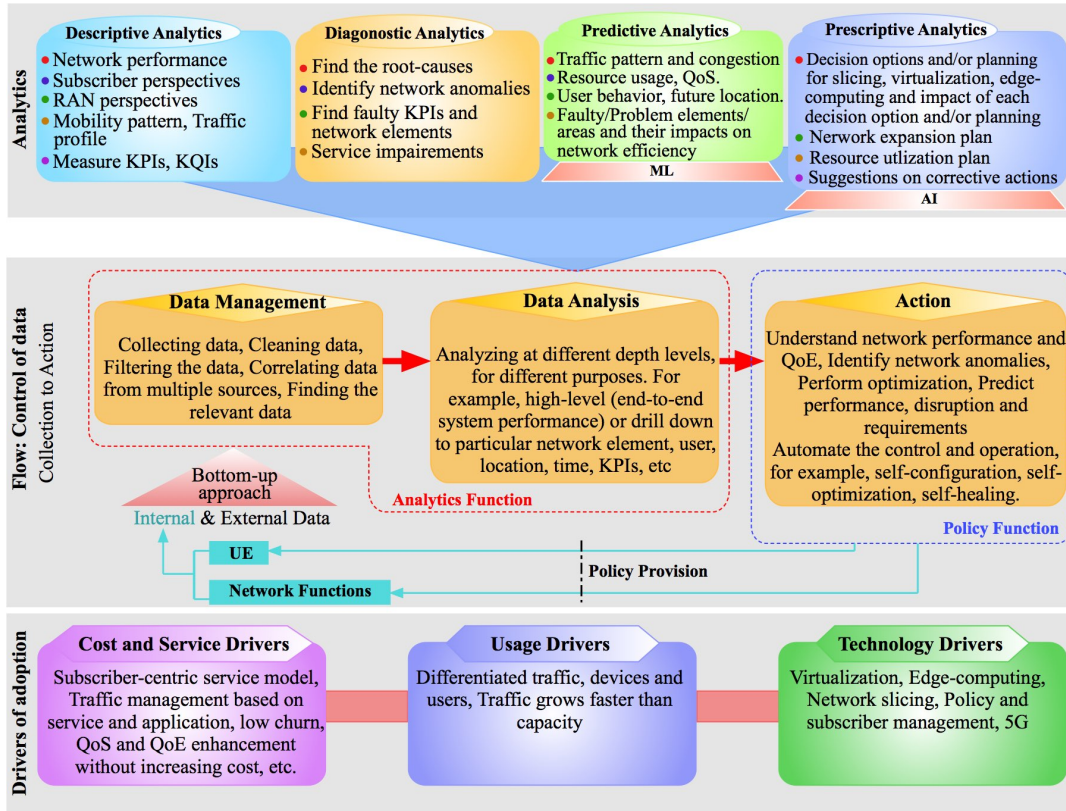 Analytics
Descriptive Analytics
Network performance
Subscriber perspectives
RAN perspectives
Mobility pattern, Traffic
profile
Measure KPIs, KQIs
Diagonostic Analytics
Find the root-causes
Identify network anomalies
Find faulty KPIs and
network elements
Service impairements
Predictive Analytics
Traffic pattern and congestion
Resource usage, QoS.
User behavior, future location.
Faulty/Problem elements/
areas and their impacts on
network efficiency
ML
Prescriptive Analytics
Decision options and/or planning
for slicing, virtualization, edge-
computing and impact of each
decision option and/or planning
Nerwork expansion plan
Resource utlization plan
Suggestions on corrective actions
AI
Flow: Control of data
Collection to Action
Data Management
Collecting data, Cleaning data,
Filtering the data, Correlating data
from multiple sources, Finding the
relevant data
Data Analysis
Analyzing at different depth levels,
for different purposes. For
example, high-level (end-to-end
system performance) or drill down
to particular network element, user,
location, time, KPIs, etc
Action
Understand network performance and
QoE, Identify network anomalies,
Perform optimization, Predict
performance, disruption and
requirements
Automate the control and operation,
for example, self-configuration, self-
optimization, self-healing.
Bottom-up
approach
Analytics Function
Internal & External Data
Policy Function
UE
Policy Provision
Network Functions
Drivers of adoption
Cost and Service Drivers
Subscriber-centric service model,
Traffic management based on
service and application, low churn,
QoS and QoE enhancement
without increasing cost, etc.
Usage Drivers
Differentiated traffic, devices and
users, Traffic grows faster than
capacity
Technology Drivers
Virtualization, Edge-computing,
Network slicing, Policy and
subscriber management, 5G